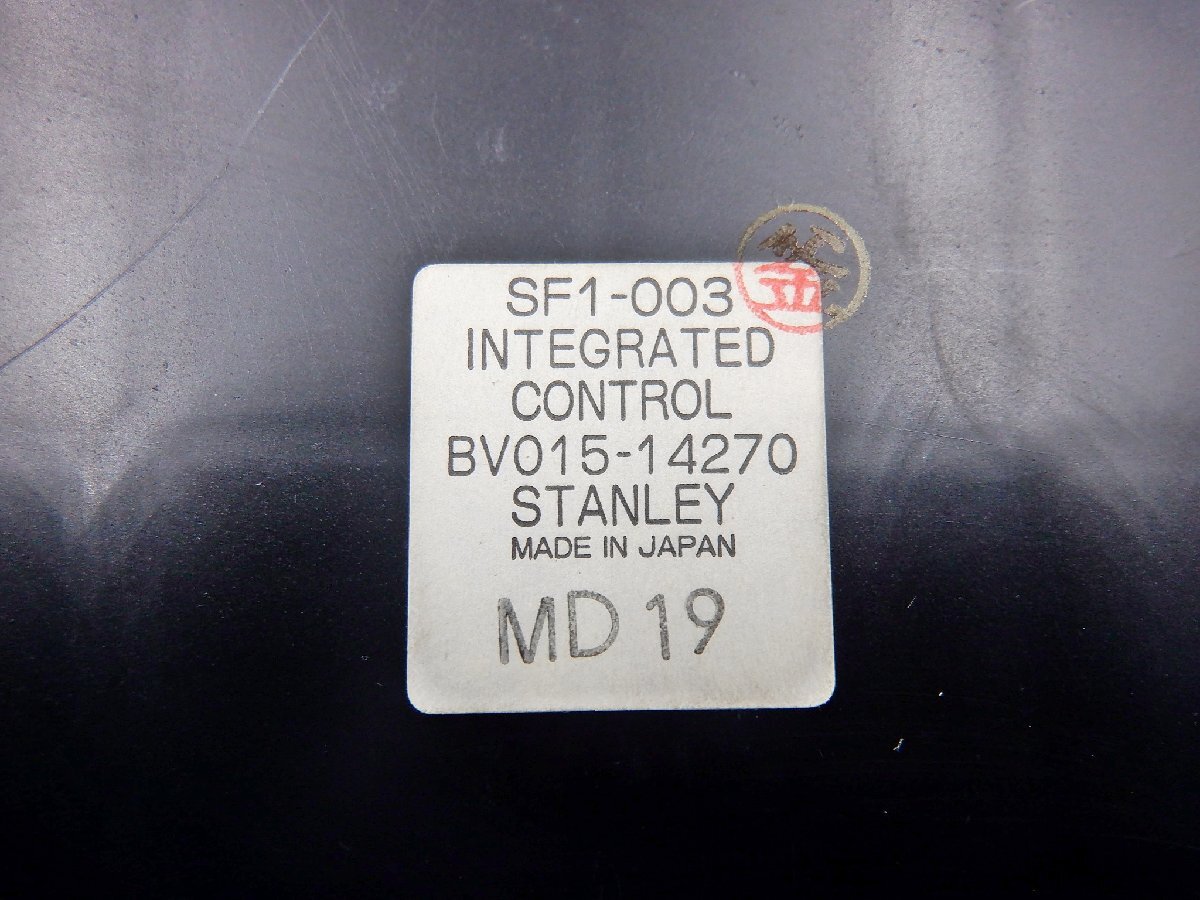 SF1-003
INTEGRATED
CONTROL
BV015-14270
STANLEY
MADE IN JAPAN
MD 19